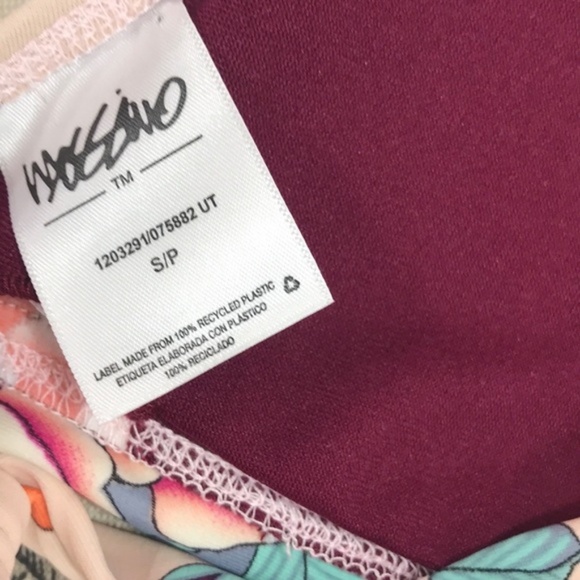 mossimo
TM
1203291/075882 UT
S/P
LABEL MADE FROM 100% RECYCLED PLASTIC
ETIQUETA ELABORADA CON PLÁSTICO
100% RECICLADO